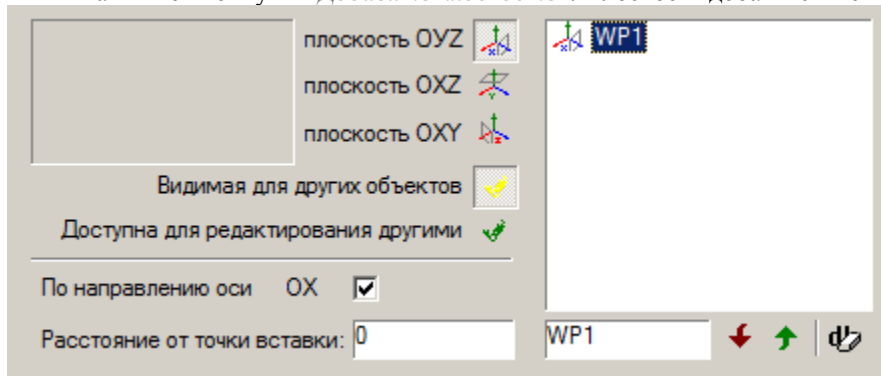 плоскость OYZ
WP1
плоскость OXZ
плоскость OXY
Видимая для других объектов
Доступна для редактирования другими
По направлению оси OX
Расстояние от точки вставки: 0
WP1